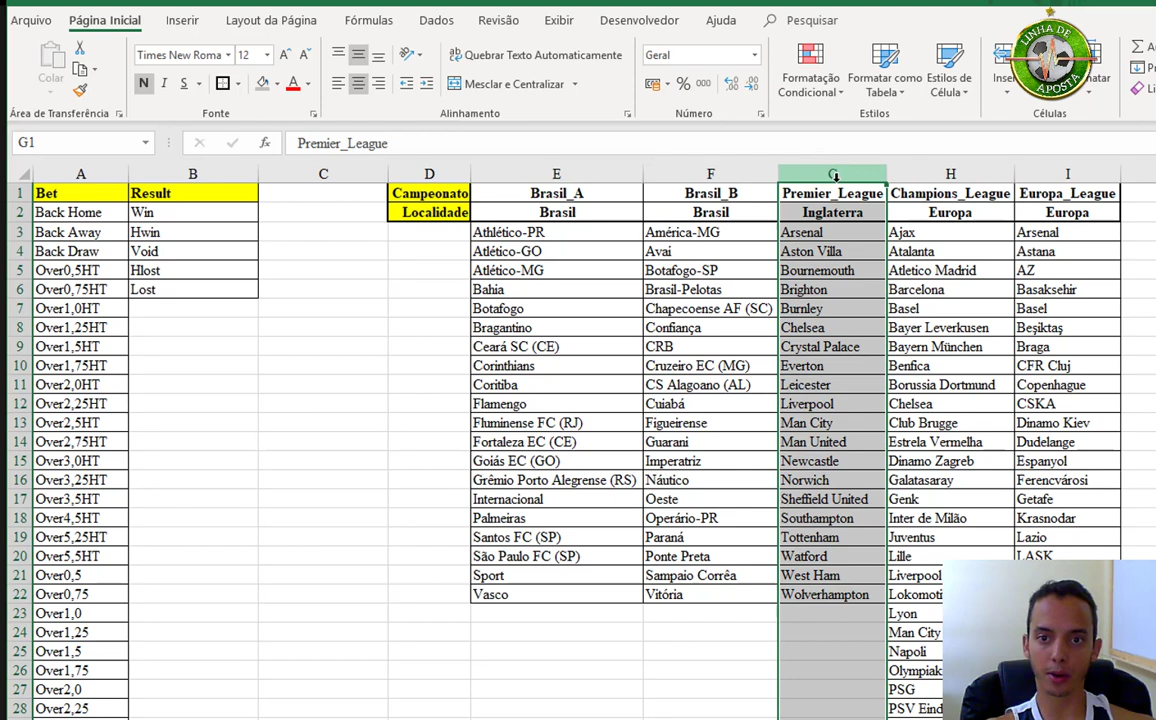 Arquivo Página Inicial Inserir Layout da Página Fórmulas Dados Revisão Exibir Desenvolvedor Ajuda Pesquisar
LINHA DE APOSTA
Colar Times New Roma 12 Quebrar Texto Automaticamente Geral
N I S Mesclar e Centralizar % 000 Formatação Condicional Formatar como Tabela Estilos de Célula
Área de Transferência Fonte Alinhamento Número Estilos Células
G1 fx Premier_League
A B C D E F G H I
1 Bet Result Campeonato Brasil_A Brasil_B Premier_League Champions_League Europa_League
2 Back Home Win Localidade Brasil Brasil Inglaterra Europa Europa
3 Back Away Hwin Athlético-PR América-MG Arsenal Ajax Arsenal
4 Back Draw Void Atlético-GO Avai Aston Villa Atalanta Astana
5 Over0,5HT Hlost Atlético-MG Botafogo-SP Bournemouth Atletico Madrid AZ
6 Over0,75HT Lost Bahia Brasil-Pelotas Brighton Barcelona Basaksehir
7 Over1,0HT Botafogo Chapecoense AF (SC) Burnley Basel Basel
8 Over1,25HT Bragantino Confiança Chelsea Bayer Leverkusen Beşiktaş
9 Over1,5HT Ceará SC (CE) CRB Crystal Palace Bayern München Braga
10 Over1,75HT Corinthians Cruzeiro EC (MG) Everton Benfica CFR Cluj
11 Over2,0HT Coritiba CS Alagoano (AL) Leicester Borussia Dortmund Copenhague
12 Over2,25HT Flamengo Cuiabá Liverpool Chelsea CSKA
13 Over2,5HT Fluminense FC (RJ) Figueirense Man City Club Brugge Dinamo Kiev
14 Over2,75HT Fortaleza EC (CE) Guarani Man United Estrela Vermelha Dudelange
15 Over3,0HT Goiás EC (GO) Imperatriz Newcastle Dinamo Zagreb Espanyol
16 Over3,25HT Grêmio Porto Alegrense (RS) Náutico Norwich Galatasaray Ferencvárosi
17 Over3,5HT Internacional Oeste Sheffield United Genk Getafe
18 Over4,5HT Palmeiras Operário-PR Southampton Inter de Milão Krasnodar
19 Over5,25HT Santos FC (SP) Paraná Tottenham Juventus Lazio
20 Over5,5HT São Paulo FC (SP) Ponte Preta Watford Lille LASK
21 Over0,5 Sport Sampaio Corrêa West Ham Liverpool
22 Over0,75 Vasco Vitória Wolverhampton Lokomoti
23 Over1,0 Lyon
24 Over1,25 Man City
25 Over1,5 Napoli
26 Over1,75 Olympiak
27 Over2,0 PSG
28 Over2,25 PSV Eind